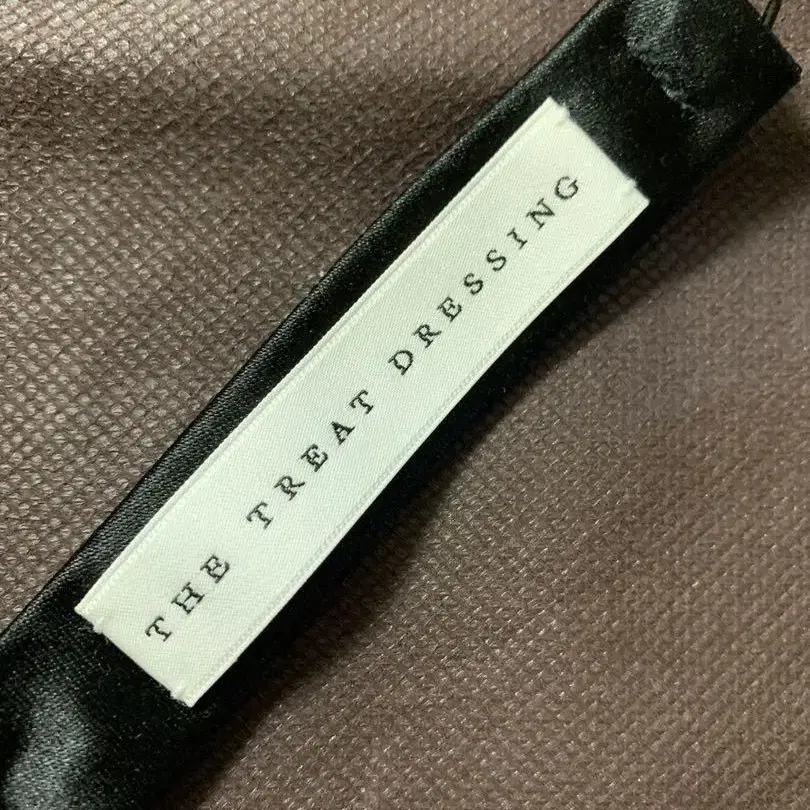 THE TREAT DRESSING